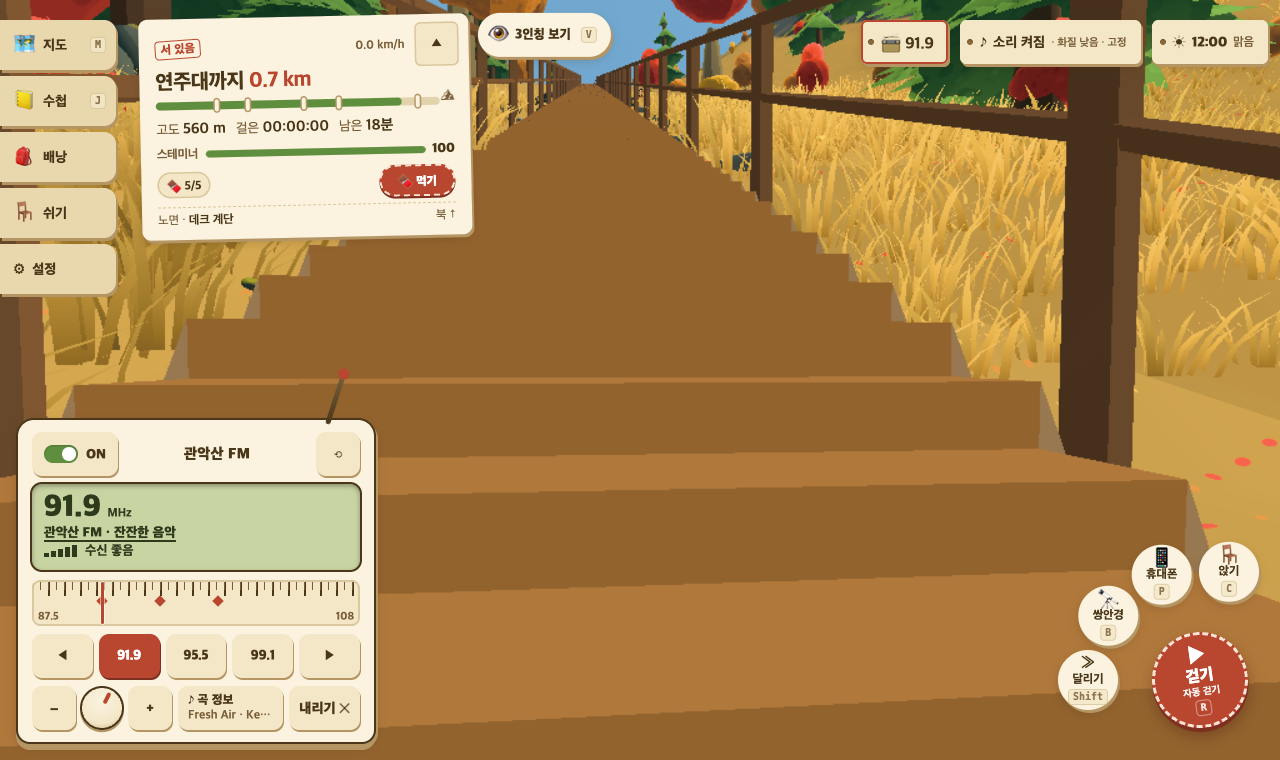 지도 M
수첩 J
배낭
쉬기
설정
서 있음
0.0 km/h
연주대까지 0.7 km
고도 560 m 걸은 00:00:00 남은 18분
스테미너 100
5/5
먹기
노면 · 데크 계단
북 ↑
3인칭 보기 V
91.9
♪ 소리 켜짐 · 화질 낮음 · 고정
12:00 맑음
ON
관악산 FM
91.9 MHz
관악산 FM · 잔잔한 음악
수신 좋음
87.5 108
91.9 95.5 99.1
− +
♪ 곡 정보
Fresh Air · Ke…
내리기 ×
휴대폰
P
앉기
C
쌍안경
B
달리기
Shift
걷기
자동 걷기
R